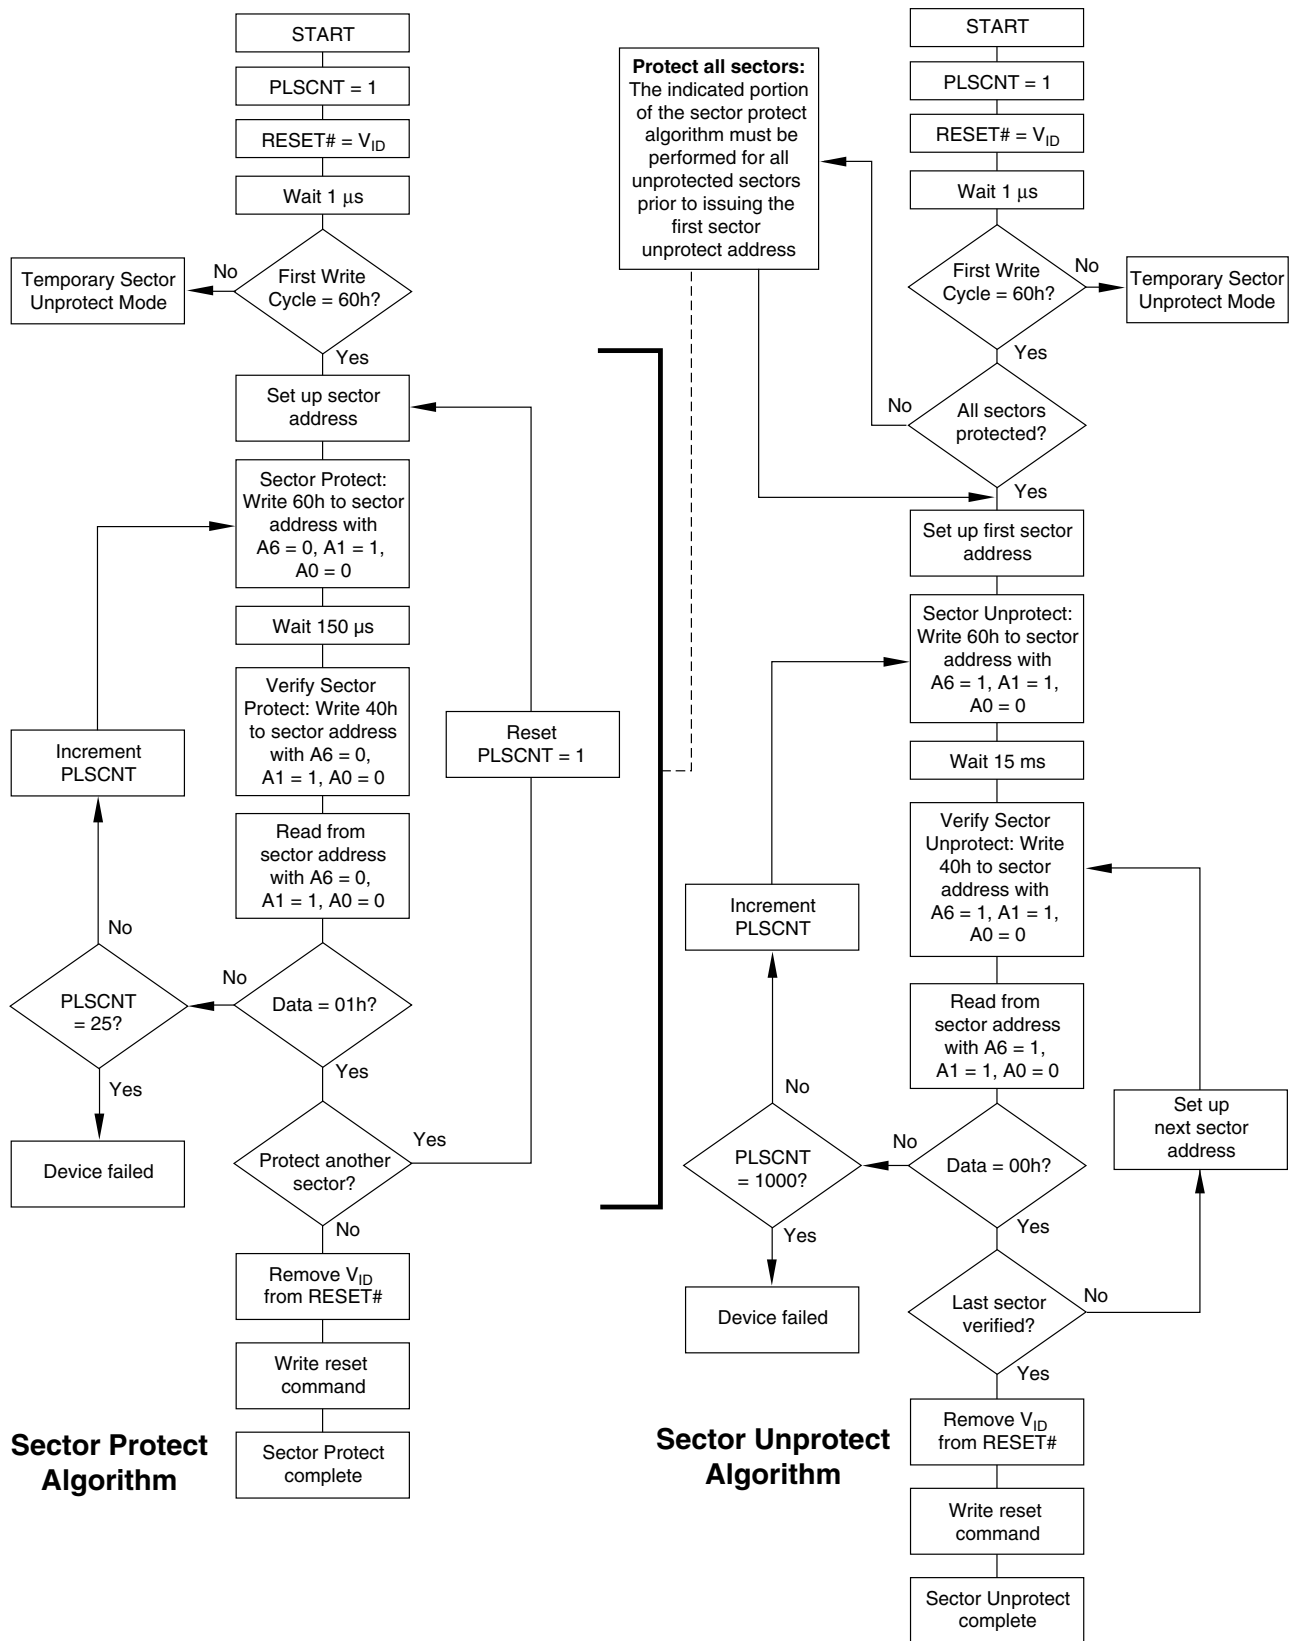 START
PLSCNT = 1
RESET# = VID
Wait 1 μs
First Write
Cycle = 60h?
No
Temporary Sector
Unprotect Mode
Yes
Set up sector
address
Sector Protect:
Write 60h to sector
address with
A6 = 0, A1 = 1,
A0 = 0
Wait 150 µs
Verify Sector
Protect: Write 40h
to sector address
with A6 = 0,
A1 = 1, A0 = 0
Reset
PLSCNT = 1
Increment
PLSCNT
Read from
sector address
with A6 = 0,
A1 = 1, A0 = 0
No
No
PLSCNT
= 25?
Data = 01h?
Yes
Yes
Device failed
Protect another
sector?
Yes
No
Remove VID
from RESET#
Write reset
command
Sector Protect
complete
Sector Protect
Algorithm
Protect all sectors:
The indicated portion
of the sector protect
algorithm must be
performed for all
unprotected sectors
prior to issuing the
first sector
unprotect address
START
PLSCNT = 1
RESET# = VID
Wait 1 μs
First Write
Cycle = 60h?
No
Temporary Sector
Unprotect Mode
Yes
No
All sectors
protected?
Yes
Set up first sector
address
Sector Unprotect:
Write 60h to sector
address with
A6 = 1, A1 = 1,
A0 = 0
Wait 15 ms
Verify Sector
Unprotect: Write
40h to sector
address with
A6 = 1, A1 = 1,
A0 = 0
Increment
PLSCNT
Read from
sector address
with A6 = 1,
A1 = 1, A0 = 0
No
No
PLSCNT
= 1000?
Data = 00h?
Set up
next sector
address
Yes
Yes
Device failed
Last sector
verified?
No
Yes
Remove VID
from RESET#
Write reset
command
Sector Unprotect
complete
Sector Unprotect
Algorithm